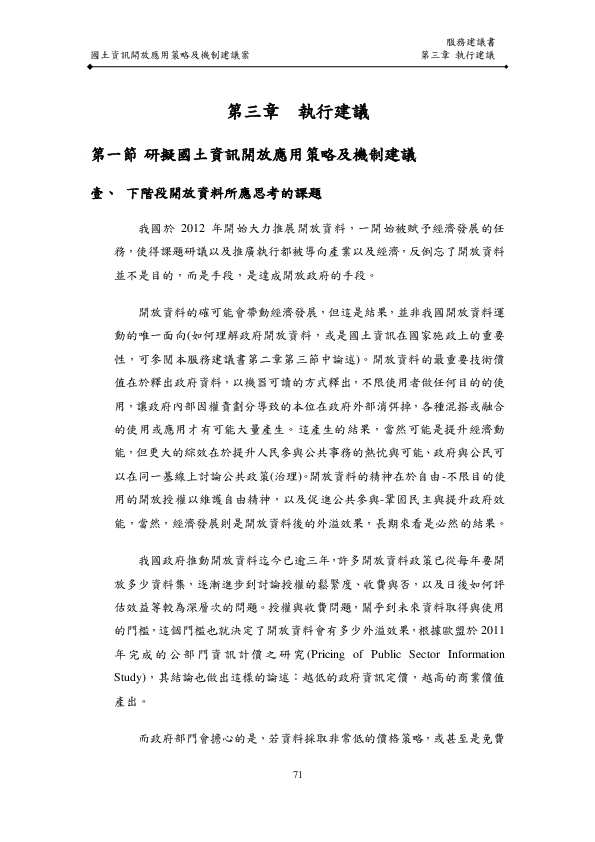 服務建議書
國土資訊開放應用策略及機制建議案
第三章 執行建議
第三章　執行建議
第一節 研擬國土資訊開放應用策略及機制建議
壹、 下階段開放資料所應思考的課題
我國於 2012 年開始大力推展開放資料，一開始被賦予經濟發展的任
務，使得課題研議以及推廣執行都被導向產業以及經濟，反倒忘了開放資料
並不是目的，而是手段，是達成開放政府的手段。
開放資料的確可能會帶動經濟發展，但這是結果，並非我國開放資料運
動的唯一面向(如何理解政府開放資料，或是國土資訊在國家施政上的重要
性，可參閱本服務建議書第二章第三節中論述)。開放資料的最重要技術價
值在於釋出政府資料，以機器可讀的方式釋出，不限使用者做任何目的的使
用，讓政府內部因權責劃分導致的本位在政府外部消弭掉，各種混搭或融合
的使用或應用才有可能大量產生。這產生的結果，當然可能是提升經濟動
能，但更大的綜效在於提升人民參與公共事務的熱忱與可能、政府與公民可
以在同一基線上討論公共政策(治理)。開放資料的精神在於自由-不限目的使
用的開放授權以維護自由精神，以及促進公共參與-鞏固民主與提升政府效
能，當然，經濟發展則是開放資料後的外溢效果，長期來看是必然的結果。
我國政府推動開放資料迄今已逾三年，許多開放資料政策已從每年要開
放多少資料集，逐漸進步到討論授權的鬆緊度、收費與否，以及日後如何評
估效益等較為深層次的問題。授權與收費問題，關乎到未來資料取得與使用
的門檻，這個門檻也就決定了開放資料會有多少外溢效果，根據歐盟於 2011
年完成的公部門資訊計價之研究(Pricing of Public Sector Information
Study)，其結論也做出這樣的論述：越低的政府資訊定價，越高的商業價值
產出。
而政府部門會擔心的是，若資料採取非常低的價格策略，或甚至是免費
71